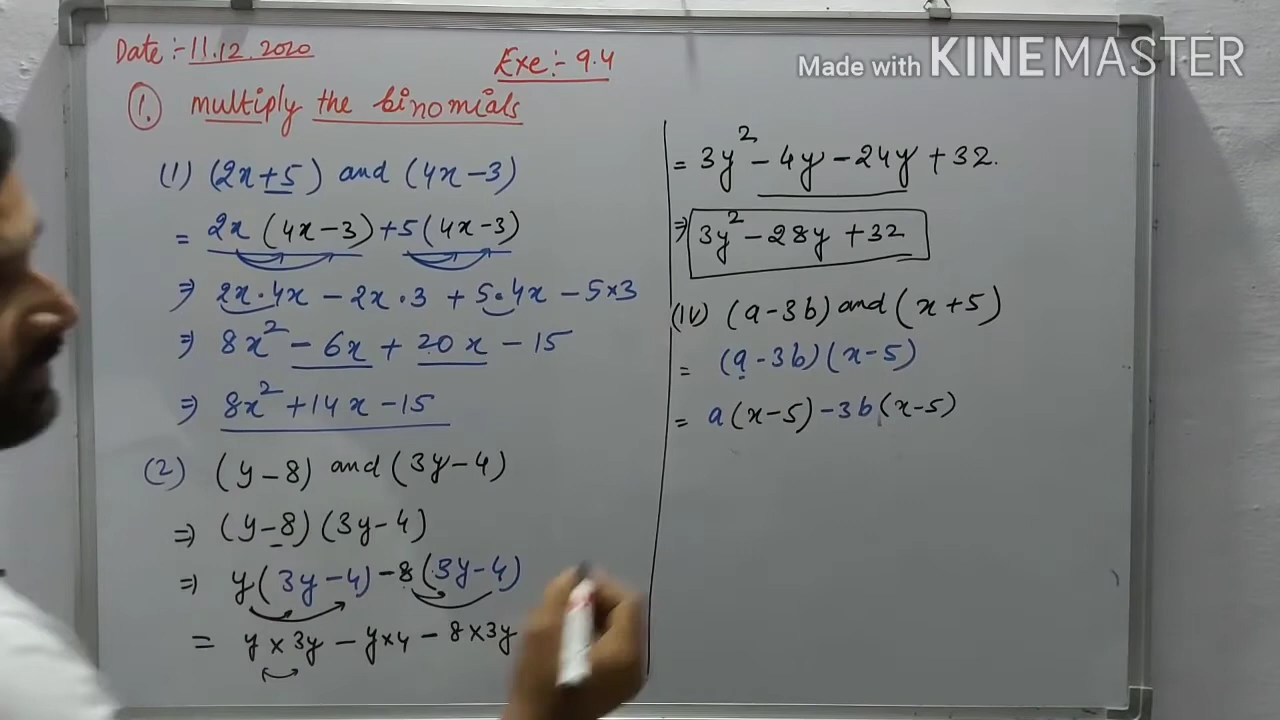 Date :- 11.12.2020
Exe:- 9.4
Made with KINEMASTER
1. multiply the binomials
(1) (2x+5) and (4x-3)
= 2x (4x-3)+5(4x-3)
⇒ 2x.4x - 2x.3 + 5.4x - 5×3
⇒ 8x² - 6x + 20x - 15
⇒ 8x² +14x -15
(2) (y-8) and (3y-4)
⇒ (y-8) (3y-4)
⇒ y(3y-4) -8(3y-4)
= y × 3y - y×4 - 8×3y
= 3y² - 4y - 24y + 32.
⇒ 3y² - 28y + 32
(IV) (a-3b) and (x+5)
= (a-3b) (x-5)
= a(x-5) -3b(x-5)